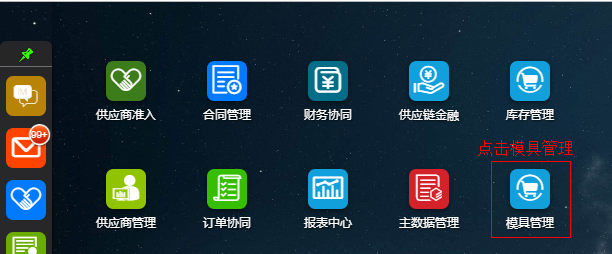 99+
供应商准入
合同管理
财务协同
供应链金融
库存管理
点击模具管理
供应商管理
订单协同
报表中心
主数据管理
模具管理